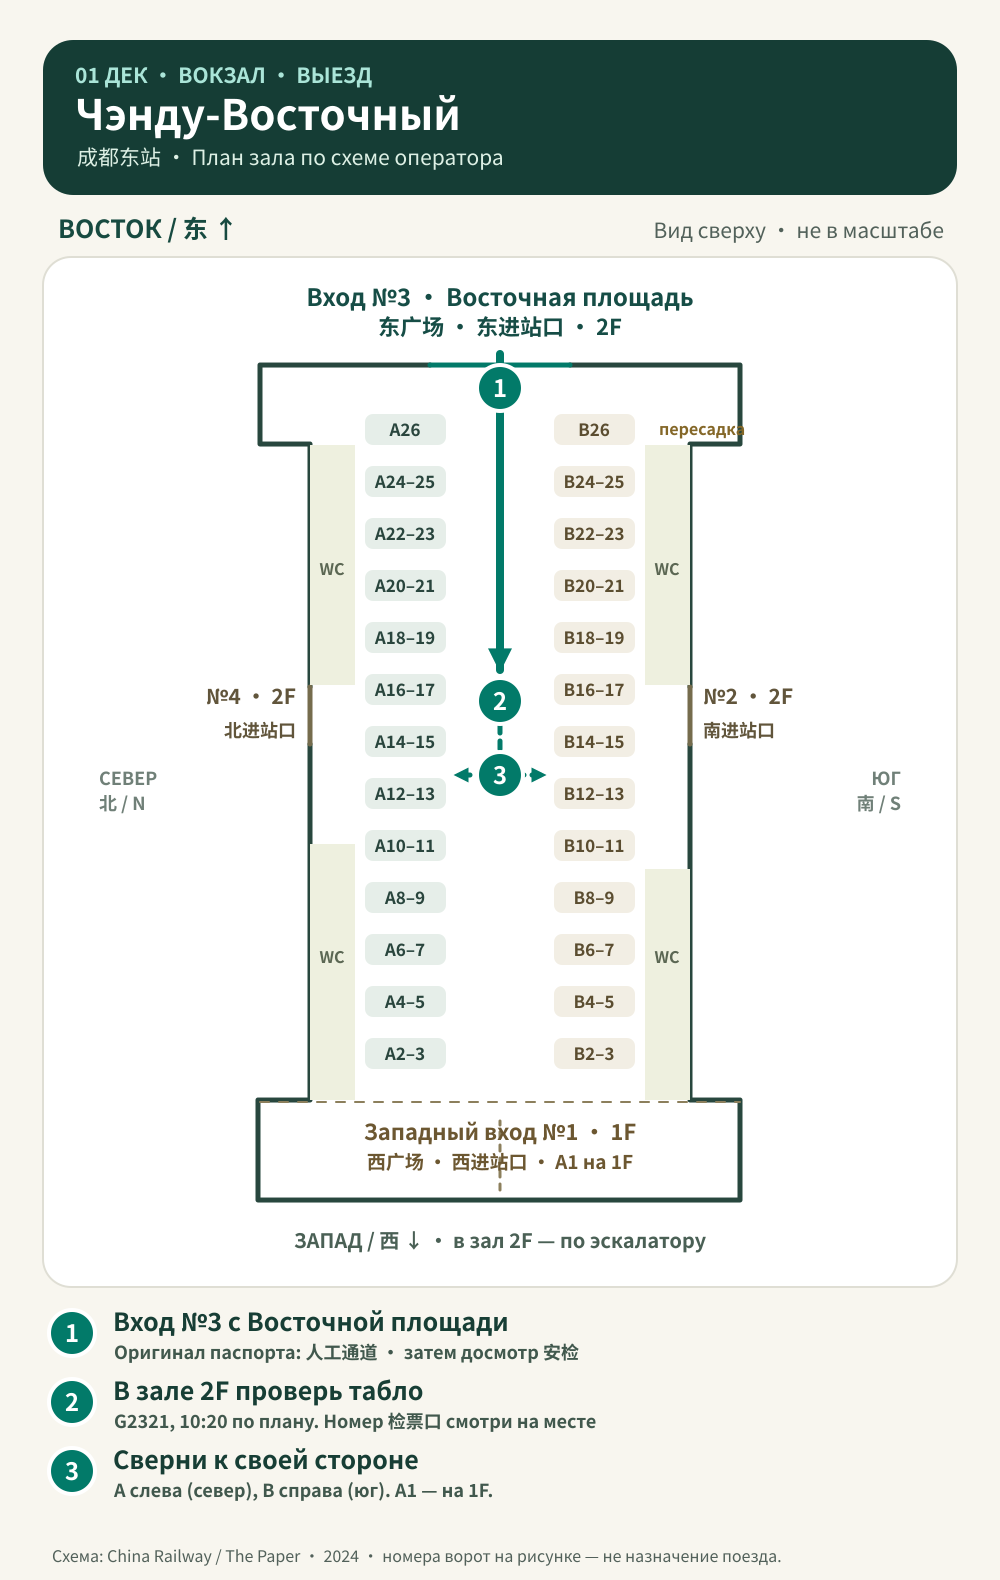 01 ДЕК • ВОКЗАЛ • ВЫЕЗД
Чэнду-Восточный
成都东站 • План зала по схеме оператора
ВОСТОК / 东 ↑
Вид сверху • не в масштабе
Вход №3 • Восточная площадь
东广场 • 东进站口 • 2F
1
A26
B26
пересадка
A24–25
B24–25
A22–23
B22–23
WC
WC
A20–21
B20–21
A18–19
B18–19
A16–17
B16–17
№4 • 2F
北进站口
2
№2 • 2F
南进站口
A14–15
B14–15
3
СЕВЕР
北 / N
ЮГ
南 / S
A12–13
B12–13
A10–11
B10–11
A8–9
B8–9
WC
WC
A6–7
B6–7
A4–5
B4–5
A2–3
B2–3
Западный вход №1 • 1F
西广场 • 西进站口 • A1 на 1F
ЗАПАД / 西 ↓ • в зал 2F — по эскалатору
1
Вход №3 с Восточной площади
Оригинал паспорта: 人工通道 • затем досмотр 安检
2
В зале 2F проверь табло
G2321, 10:20 по плану. Номер 检票口 смотри на месте
3
Сверни к своей стороне
A слева (север), B справа (юг). A1 — на 1F.
Схема: China Railway / The Paper • 2024 • номера ворот на рисунке — не назначение поезда.